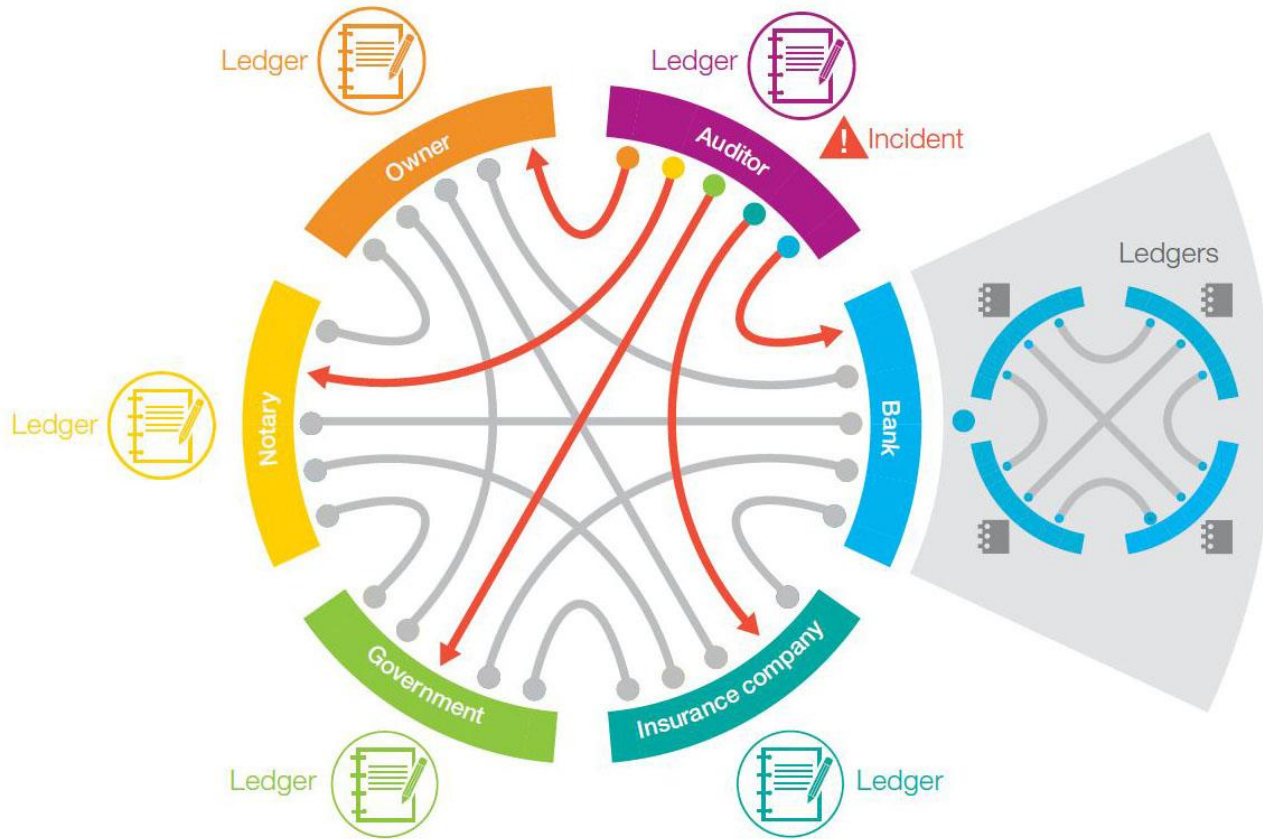 Ledger
Ledger
Incident
Owner
Auditor
Ledgers
Ledger
Notary
Bank
Government
Insurance company
Ledger
Ledger